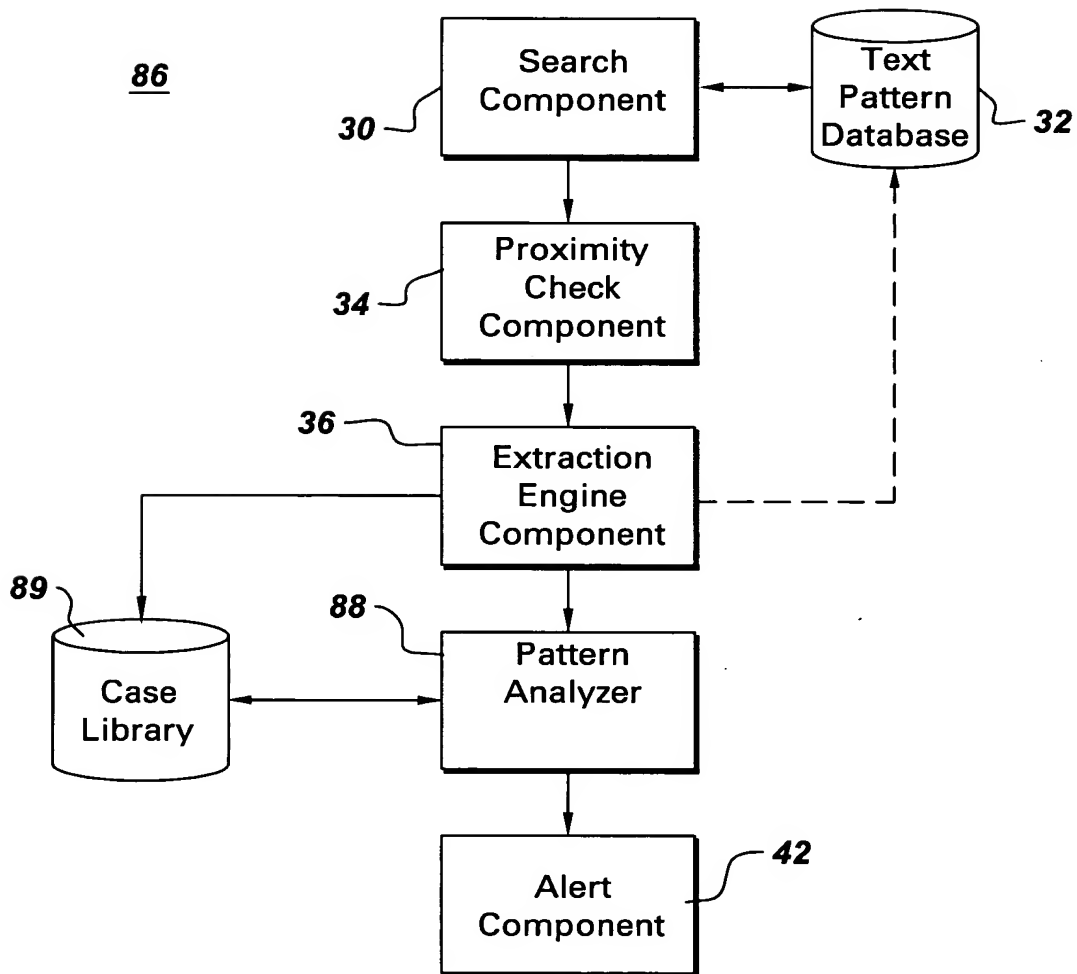 86
Search
Component
30
Text
Pattern
Database
32
Proximity
Check
Component
34
36
Extraction
Engine
Component
89
Case
Library
88
Pattern
Analyzer
Alert
Component
42